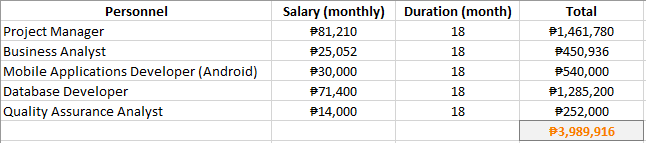 Personnel Salary (monthly) Duration (month) Total
Project Manager ₱81,210 18 ₱1,461,780
Business Analyst ₱25,052 18 ₱450,936
Mobile Applications Developer (Android) ₱30,000 18 ₱540,000
Database Developer ₱71,400 18 ₱1,285,200
Quality Assurance Analyst ₱14,000 18 ₱252,000
₱3,989,916